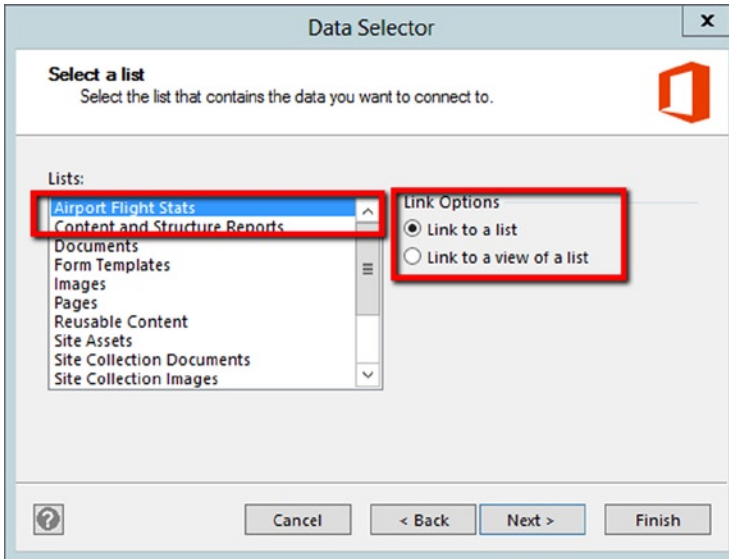 Data Selector
x
Select a list
Select the list that contains the data you want to connect to.
Lists:
Airport Flight Stats
Content and Structure Reports
Documents
Form Templates
Images
Pages
Reusable Content
Site Assets
Site Collection Documents
Site Collection Images
Link Options
Link to a list
Link to a view of a list
?
Cancel
< Back
Next >
Finish